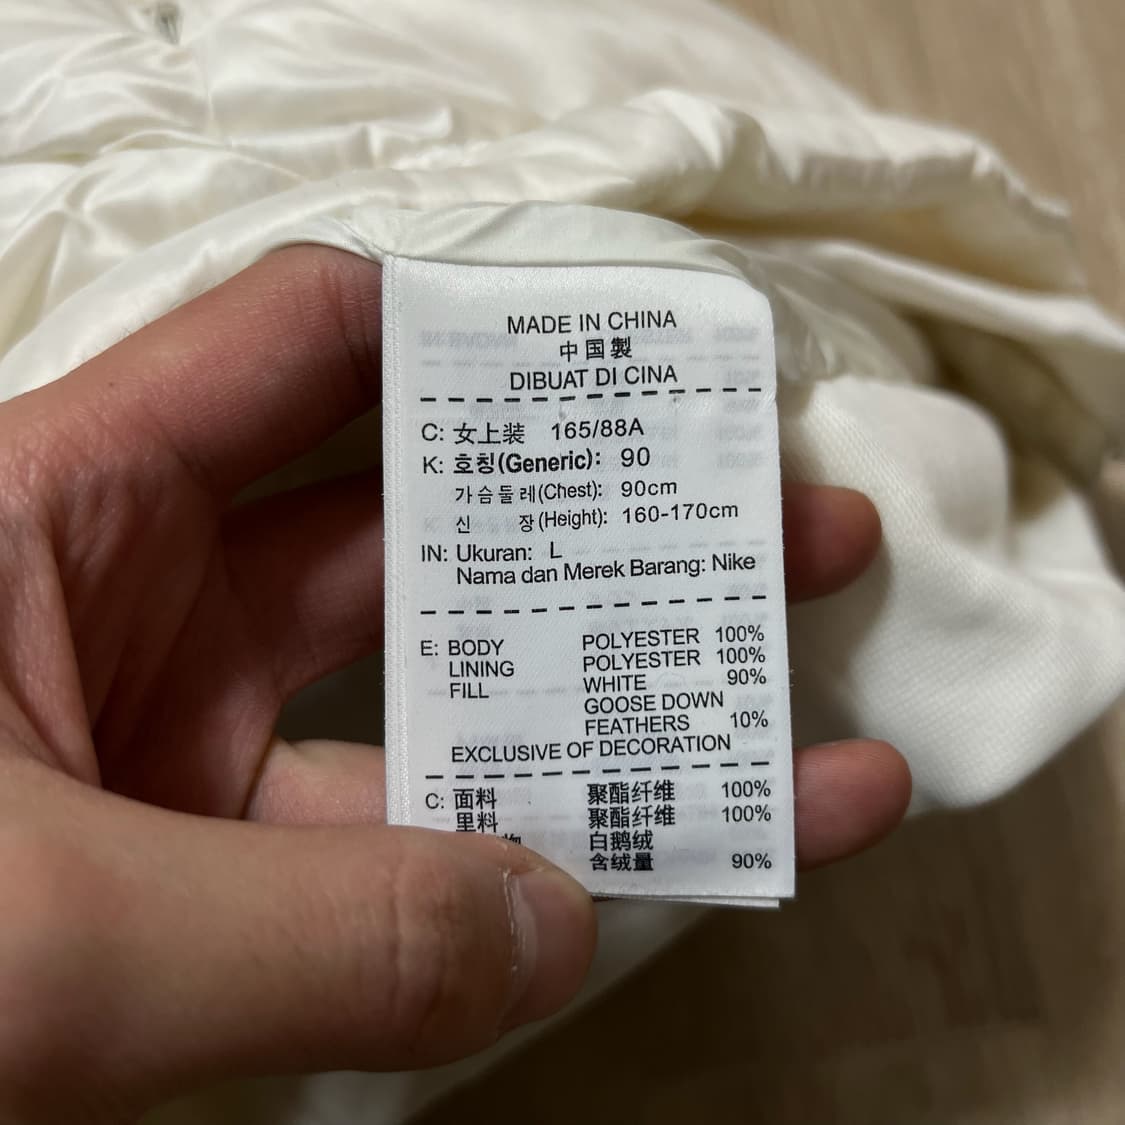 MADE IN CHINA
中国製
DIBUAT DI CINA
C: 女上装 165/88A
K: 호칭(Generic): 90
가슴둘레(Chest): 90cm
신 장(Height): 160-170cm
IN: Ukuran: L
Nama dan Merek Barang: Nike
E: BODY POLYESTER 100%
LINING POLYESTER 100%
FILL WHITE 90%
GOOSE DOWN
FEATHERS 10%
EXCLUSIVE OF DECORATION
C: 面料 聚酯纤维 100%
里料 聚酯纤维 100%
白鹅绒
含绒量 90%